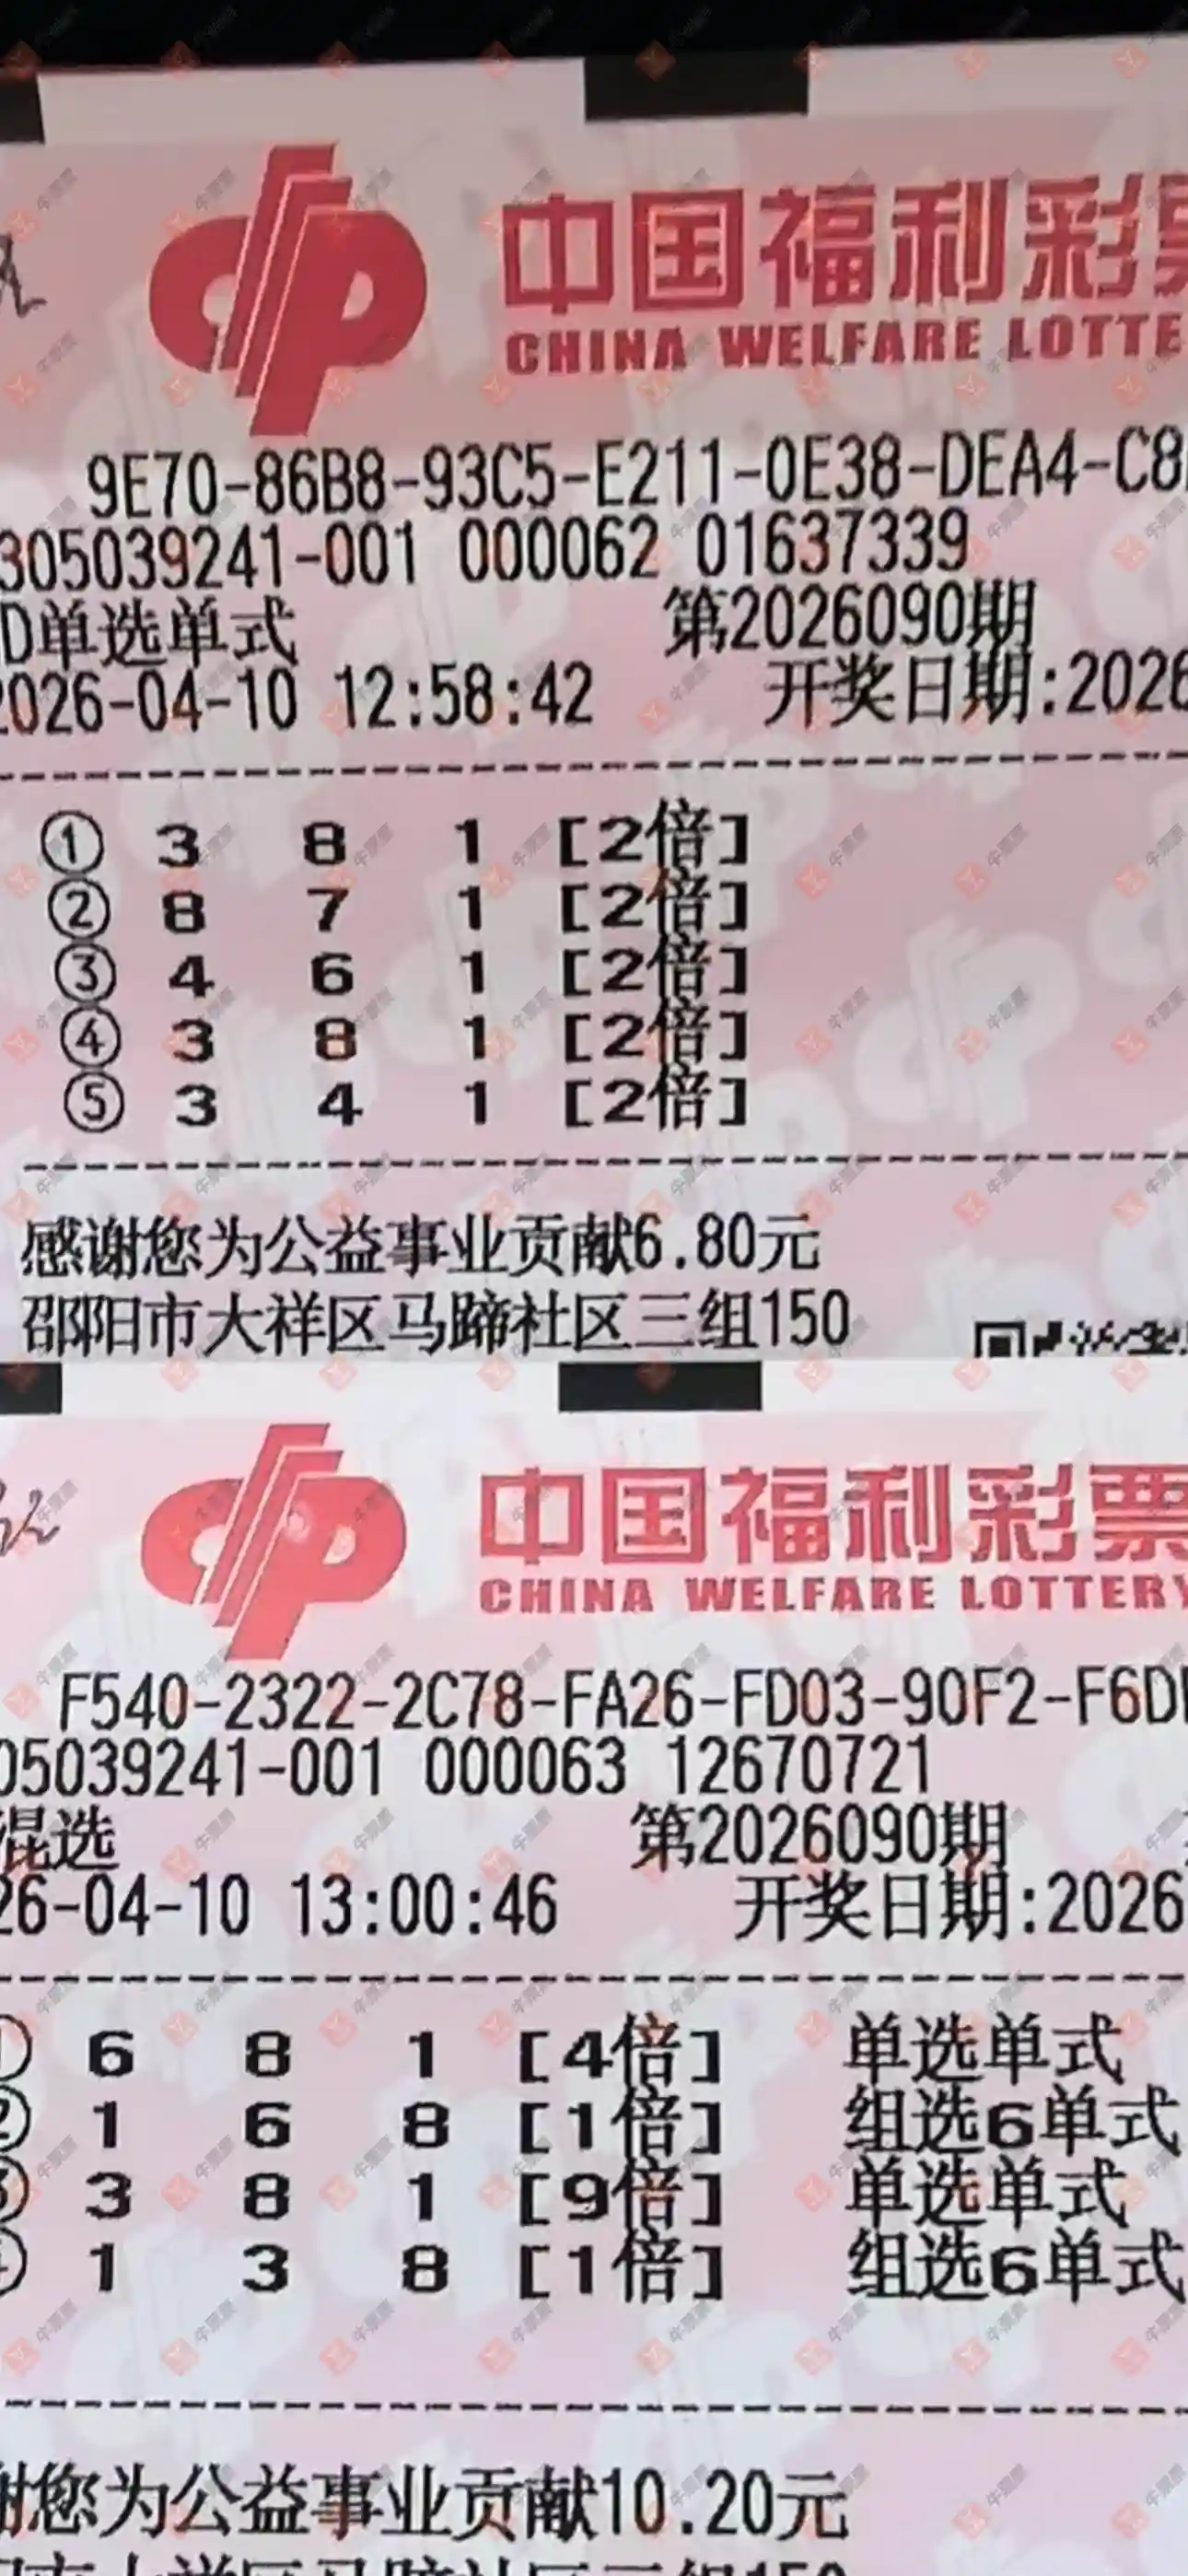 中国福利彩
CHINA WELFARE LOTTE
9E70-86B8-93C5-E211-0E38-DEA4-C8
305039241-001 000062 01637339
D单选单式 第2026090期
2026-04-10 12:58:42 开奖日期:2026
① 3 8 1 [2倍]
② 8 7 1 [2倍]
③ 4 6 1 [2倍]
④ 3 8 1 [2倍]
⑤ 3 4 1 [2倍]
感谢您为公益事业贡献6.80元
邵阳市大祥区马蹄社区三组150
中国福利彩票
CHINA WELFARE LOTTERY
F540-2322-2C78-FA26-FD03-90F2-F6D
05039241-001 000063 12670721
混选 第2026090期
26-04-10 13:00:46 开奖日期:2026
① 6 8 1 [4倍] 单选单式
② 1 6 8 [1倍] 组选6单式
③ 3 8 1 [9倍] 单选单式
④ 1 3 8 [1倍] 组选6单式
谢您为公益事业贡献10.20元